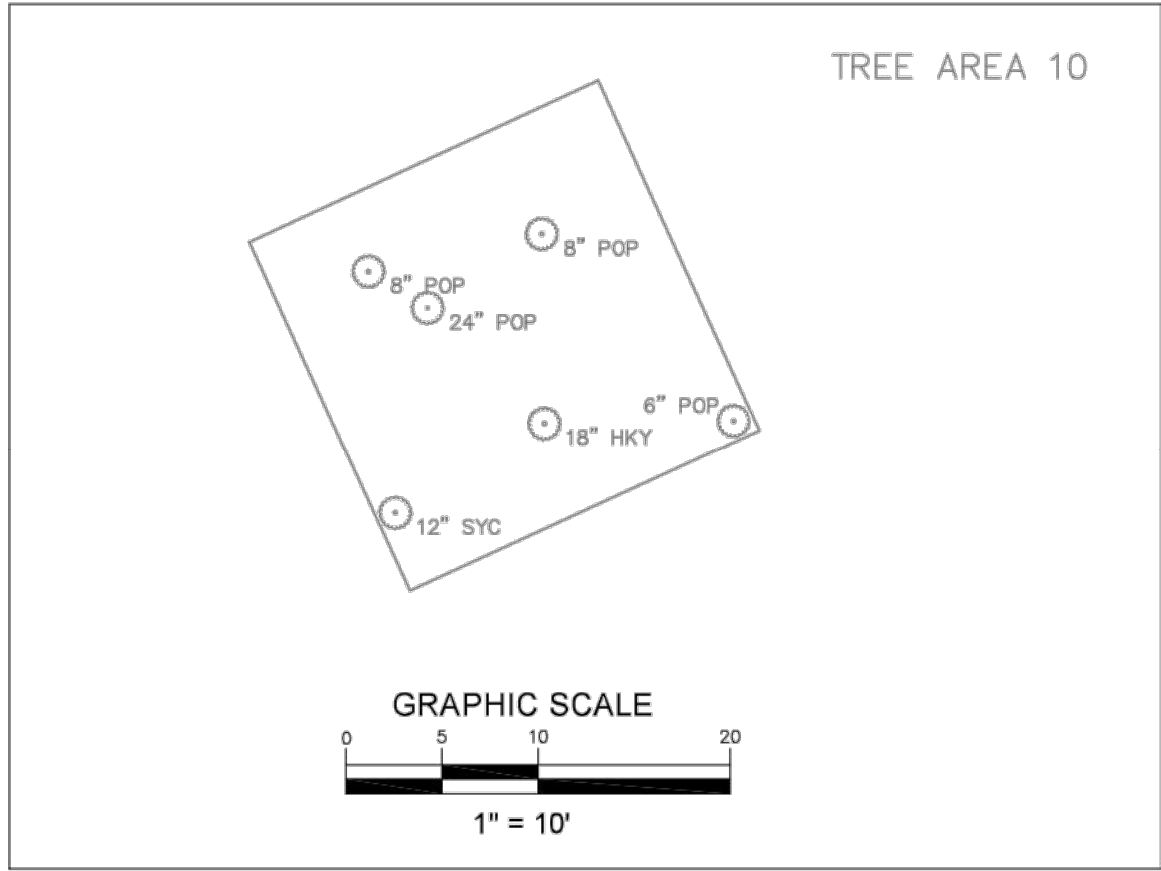 TREE AREA 10
8” POP
8” POP
24” POP
6” POP
18” HKY
12” SYC
GRAPHIC SCALE
0 5 10 20
1" = 10'